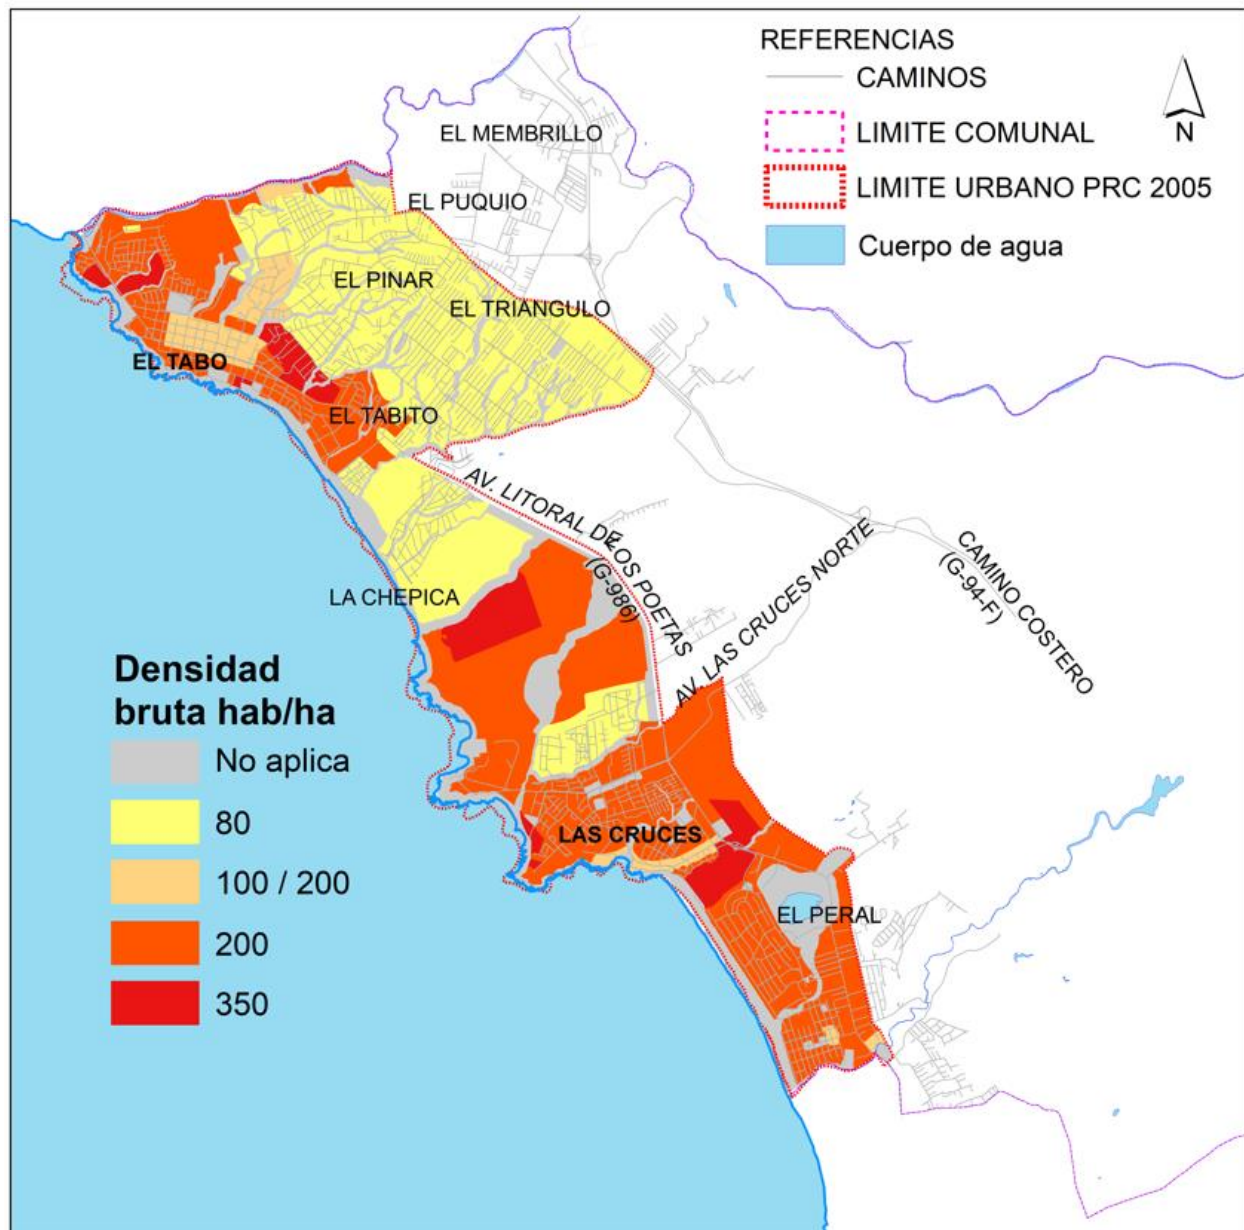 REFERENCIAS
CAMINOS
LIMITE COMUNAL
N
LIMITE URBANO PRC 2005
Cuerpo de agua
EL MEMBRILLO
EL PUQUIO
EL PINAR
EL TRIANGULO
EL TABO
EL TABITO
AV. LITORAL DE LOS POETAS
(G-986)
AV. LAS CRUCES NORTE
CAMINO COSTERO
(G-94-F)
LA CHEPICA
LAS CRUCES
EL PERAL
Densidad
bruta hab/ha
No aplica
80
100 / 200
200
350